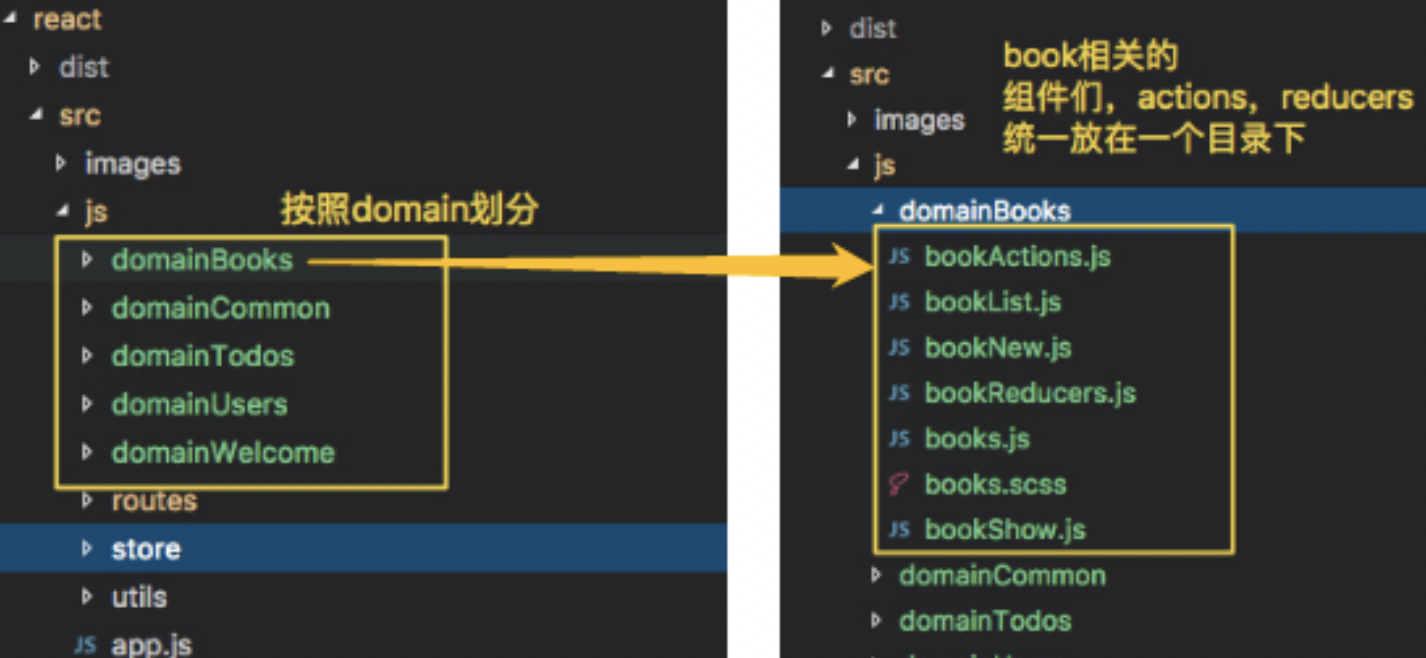 react
dist
src
images
js
按照domain划分
domainBooks
domainCommon
domainTodos
domainUsers
domainWelcome
routes
store
utils
JS app.js
dist
book相关的
src
组件们，actions，reducers
images
统一放在一个目录下
js
domainBooks
JS bookActions.js
JS bookList.js
JS bookNew.js
JS bookReducers.js
JS books.js
books.scss
JS bookShow.js
domainCommon
domainTodos